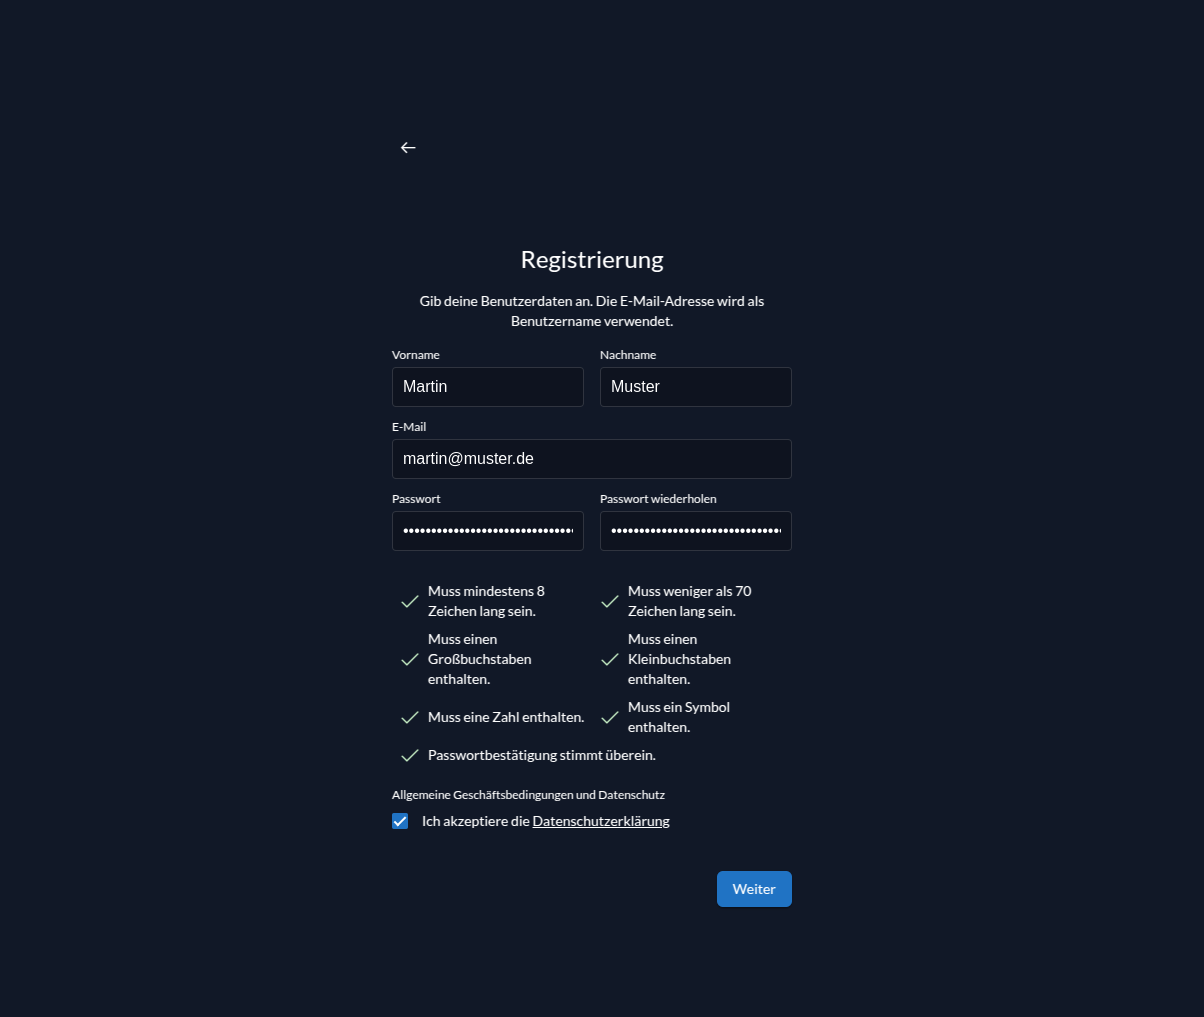 Registrierung
Gib deine Benutzerdaten an. Die E-Mail-Adresse wird als
Benutzername verwendet.
Vorname
Nachname
Martin
Muster
E-Mail
martin@muster.de
Passwort
Passwort wiederholen
Muss mindestens 8
Zeichen lang sein.
Muss weniger als 70
Zeichen lang sein.
Muss einen
Großbuchstaben
enthalten.
Muss einen
Kleinbuchstaben
enthalten.
Muss eine Zahl enthalten.
Muss ein Symbol
enthalten.
Passwortbestätigung stimmt überein.
Allgemeine Geschäftsbedingungen und Datenschutz
Ich akzeptiere die Datenschutzerklärung
Weiter